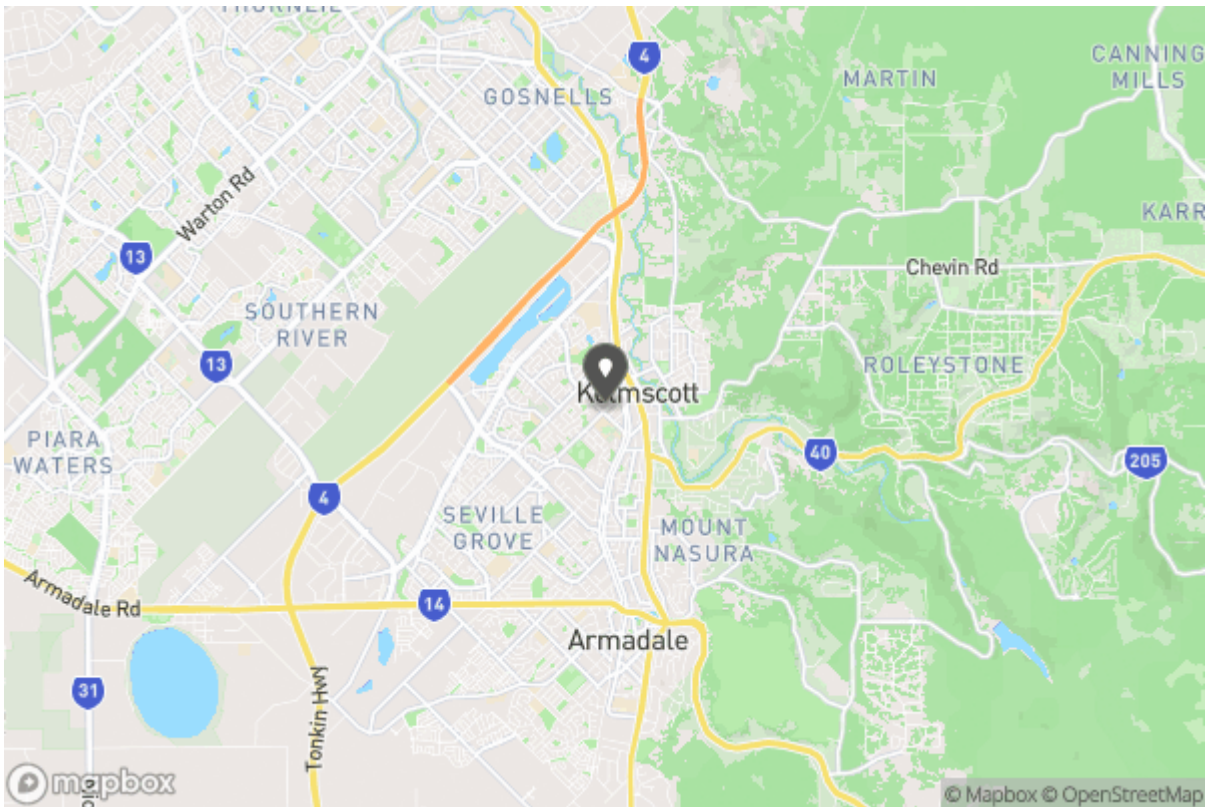 4
MARTIN
CANNING
MILLS
GOSNELLS
Warton Rd
KARR
13
Chevin Rd
SOUTHERN
RIVER
13
ROLEYSTONE
Kelmscott
PIARA
WATERS
40
205
4
SEVILLE
GROVE
MOUNT
NASURA
Armadale Rd
14
Armadale
31
Tonkin Hwy
mapbox
© Mapbox © OpenStreetMap